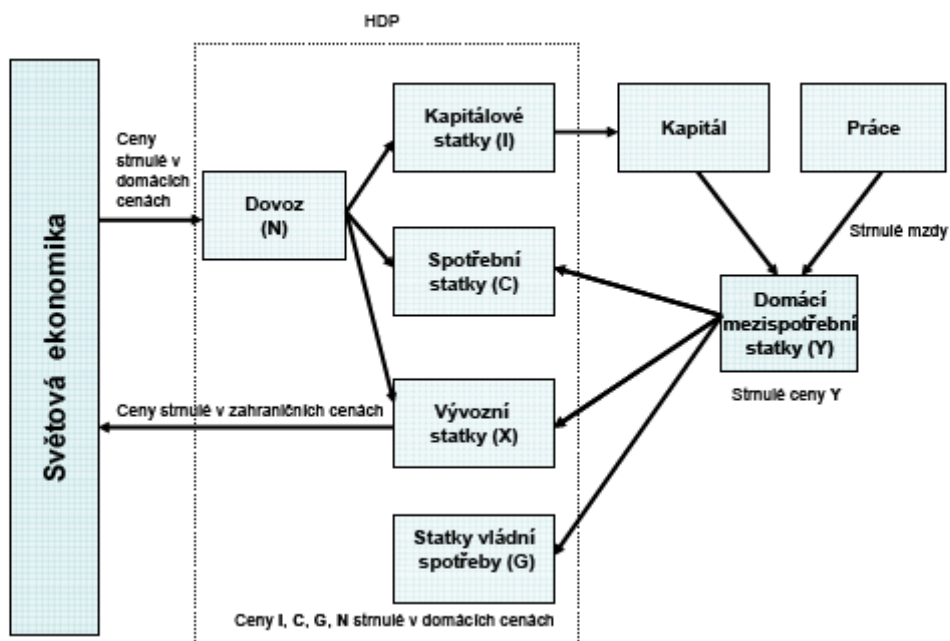 HDP
Světová ekonomika
Ceny
strnulé v
domácích
cenách
Dovoz
(N)
Kapitálové
statky (I)
Kapitál
Práce
Strnulé mzdy
Spotřební
statky (C)
Domácí
mezispotřební
statky (Y)
Strnulé ceny Y
Ceny strnulé v zahraničních cenách
Vývozní
statky (X)
Statky vládní
spotřeby (G)
Ceny I, C, G, N strnulé v domácích cenách